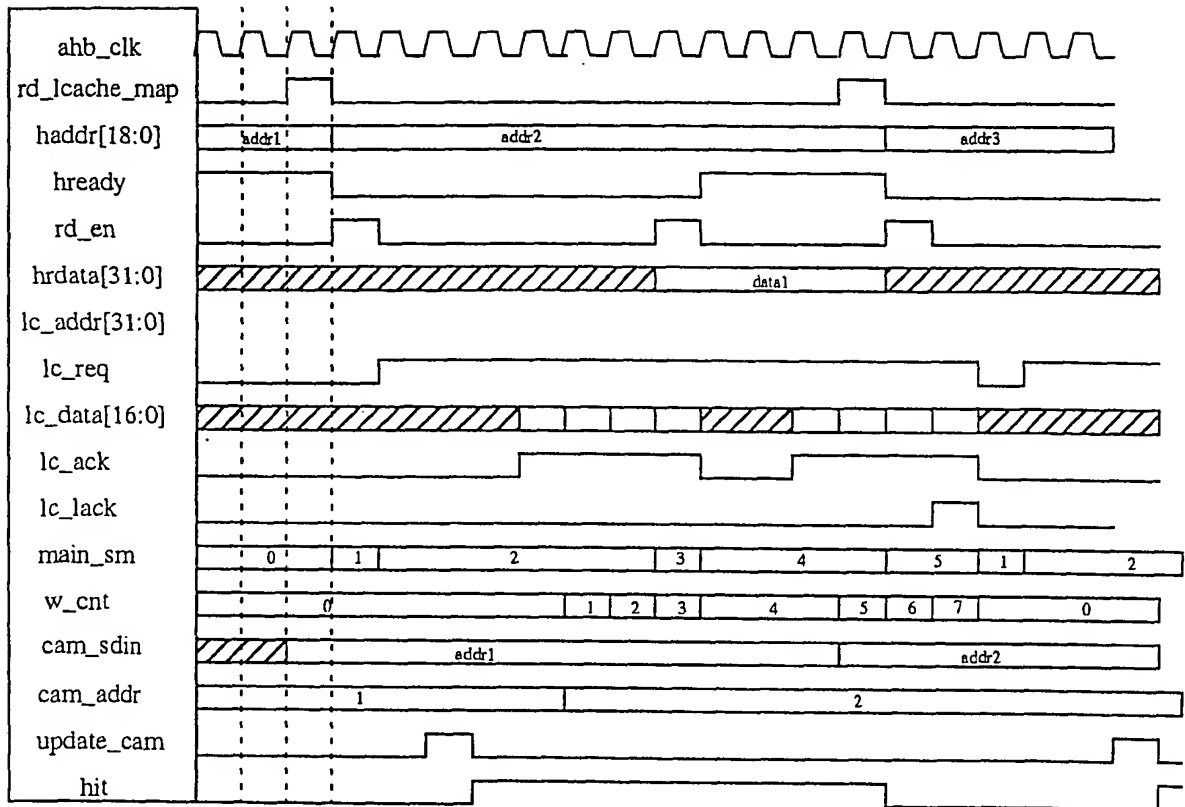 ahb_clk
rd_lcache_map
haddr[18:0] addr1 addr2 addr3
hready
rd_en
hrdata[31:0] data1
lc_addr[31:0]
lc_req
lc_data[16:0]
lc_ack
lc_lack
main_sm 0 1 2 3 4 5 1 2
w_cnt 0 1 2 3 4 5 6 7 0
cam_sdin addr1 addr2
cam_addr 1 2
update_cam
hit